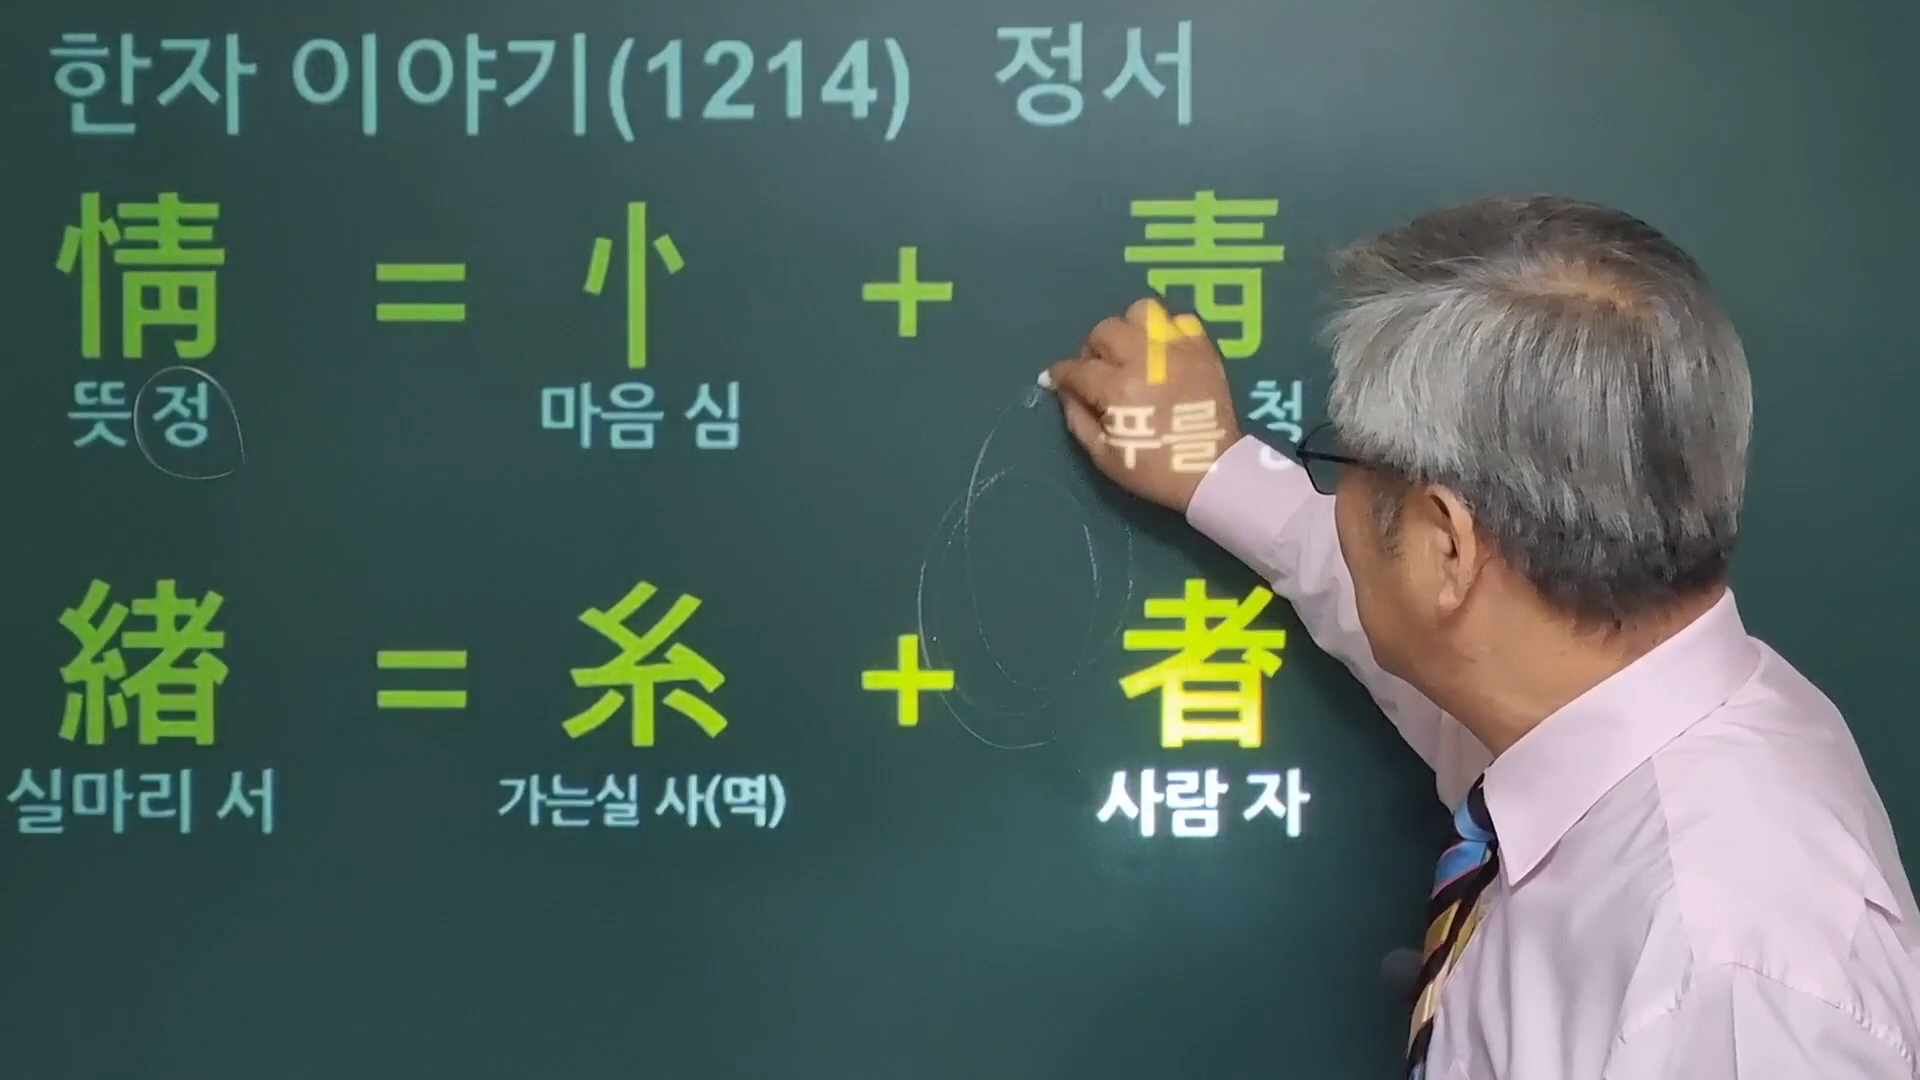 한자 이야기(1214) 정서
情 = 忄 + 靑
뜻 정 마음 심 푸를 청
緖 = 糸 + 者
실마리 서 가는실 사(멱) 사람 자